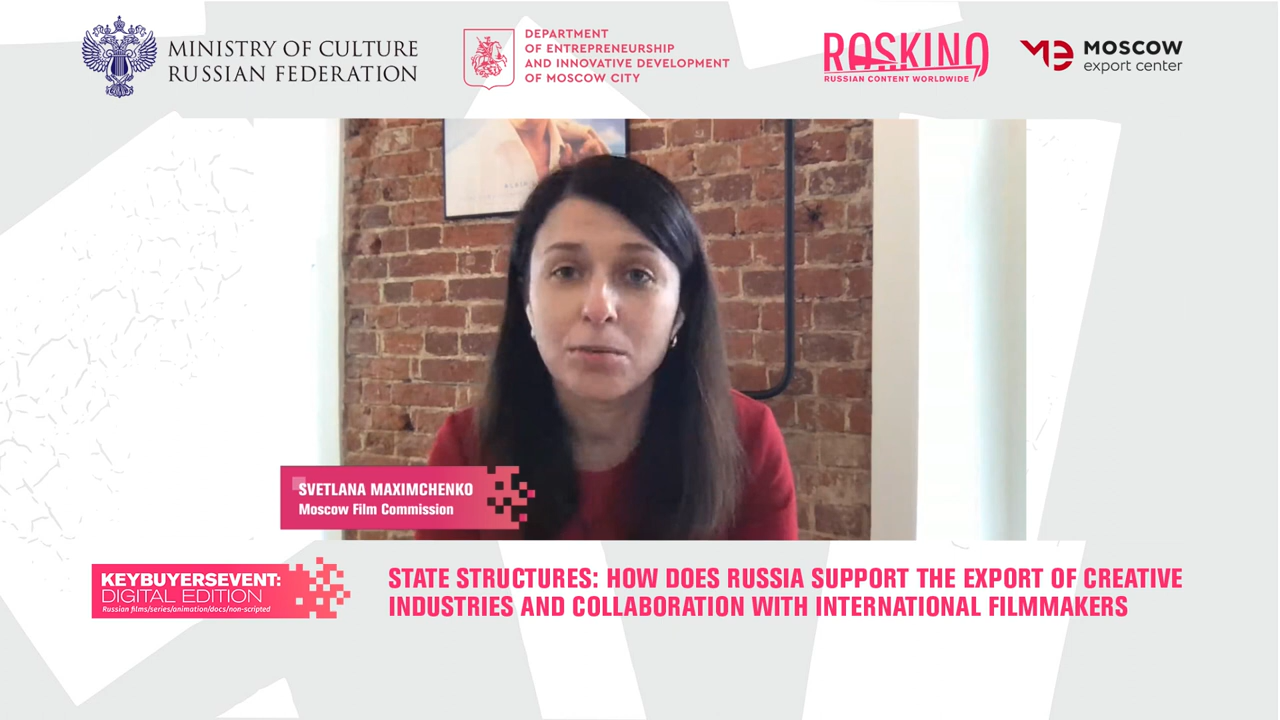 MINISTRY OF CULTURE
RUSSIAN FEDERATION
DEPARTMENT
OF ENTREPRENEURSHIP
AND INNOVATIVE DEVELOPMENT
OF MOSCOW CITY
ROSKINO
RUSSIAN CONTENT WORLDWIDE
MOSCOW
export center
SVETLANA MAXIMCHENKO
Moscow Film Commission
KEYBUYERSEVENT:
DIGITAL EDITION
Russian films/series/animation/docs/non-scripted
STATE STRUCTURES: HOW DOES RUSSIA SUPPORT THE EXPORT OF CREATIVE
INDUSTRIES AND COLLABORATION WITH INTERNATIONAL FILMMAKERS